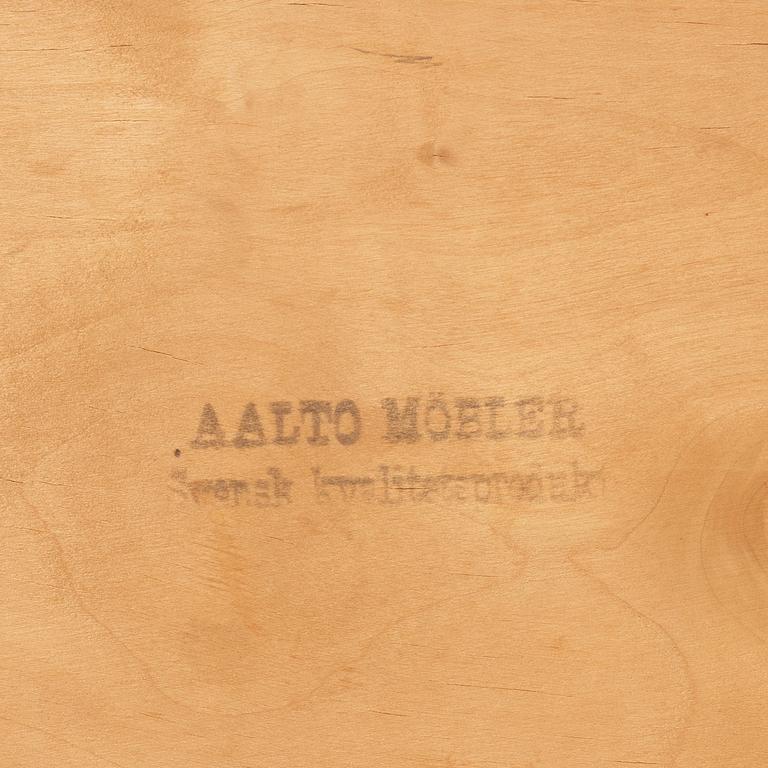 AALTO MÖBLER
Svensk kvalitetsprodukt